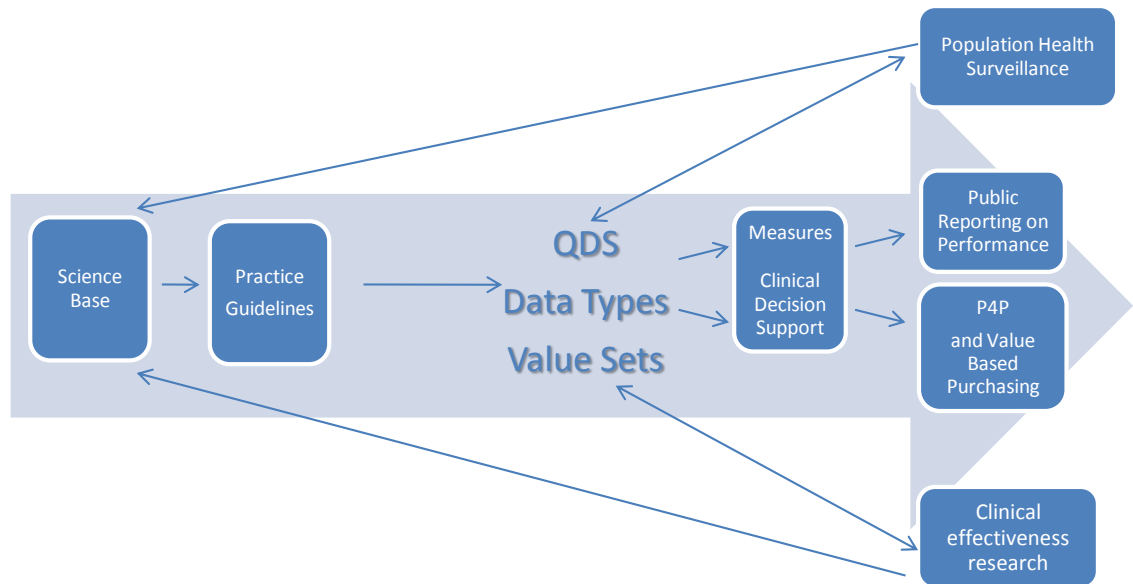 Population Health
Surveillance
Science
Base
Practice
Guidelines
QDS
Data Types
Value Sets
Measures
Clinical
Decision
Support
Public
Reporting on
Performance
P4P
and Value
Based
Purchasing
Clinical
effectiveness
research